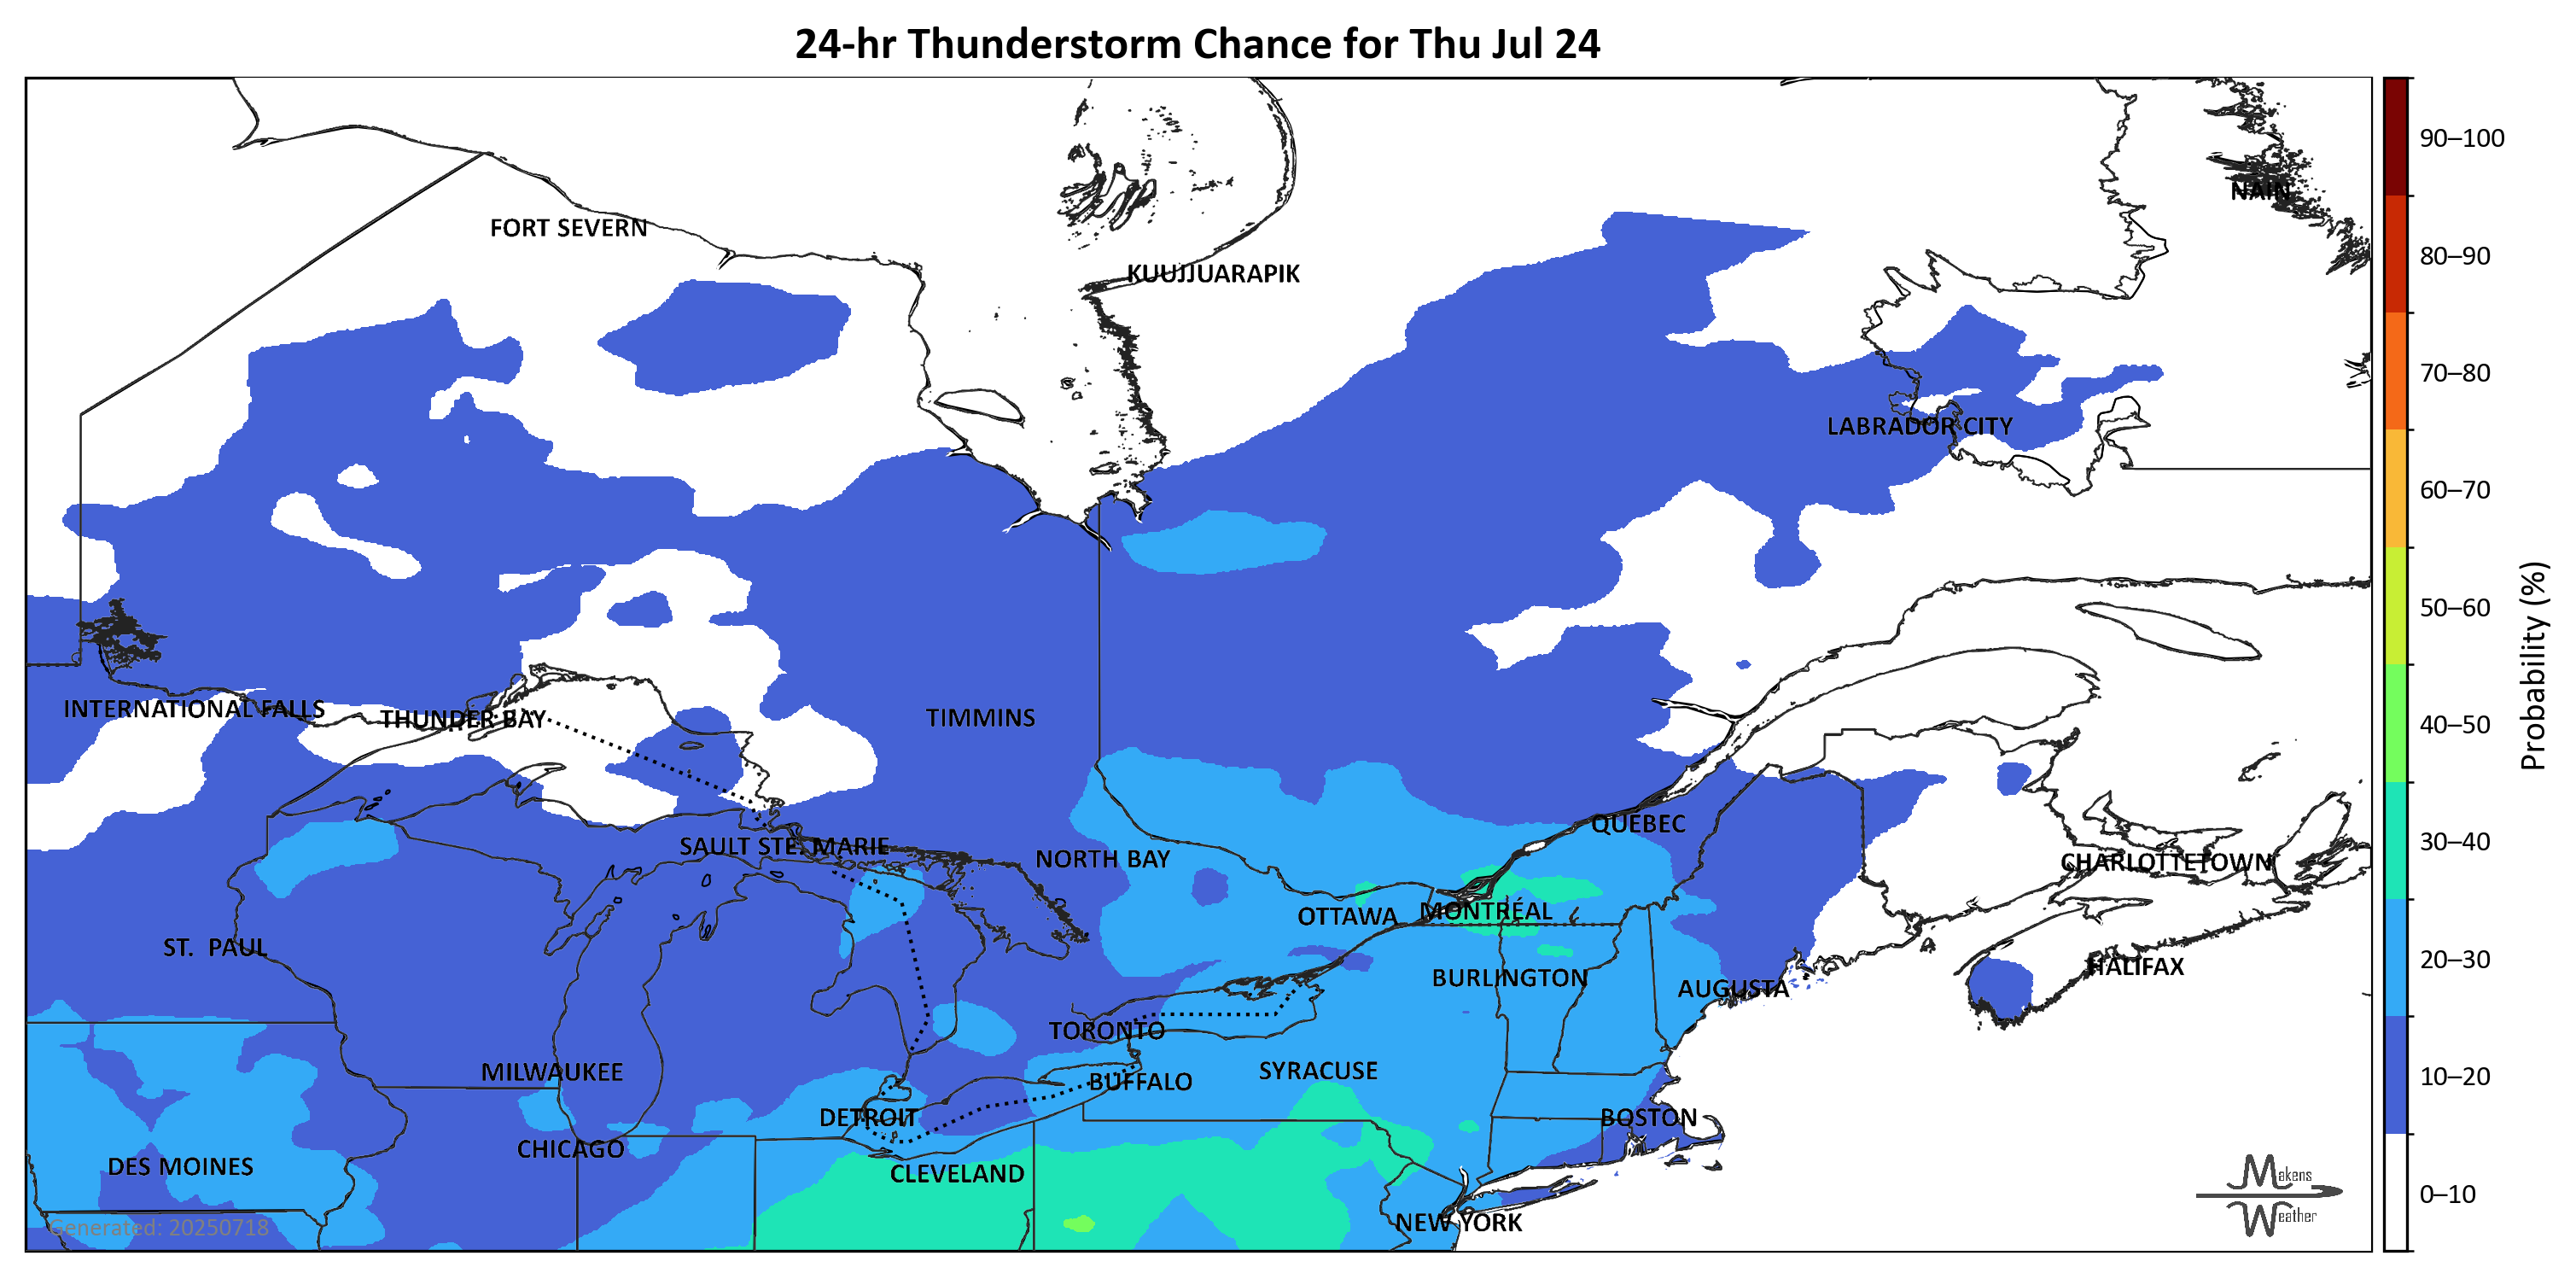 24-hr Thunderstorm Chance for Thu Jul 24
90–100
NAIN
FORT SEVERN
80–90
KUUJJUARAPIK
70–80
LABRADOR CITY
60–70
50–60
INTERNATIONAL FALLS
THUNDER BAY
TIMMINS
40–50
Probability (%)
QUEBEC
SAULT STE. MARIE
NORTH BAY
CHARLOTTETOWN
30–40
OTTAWA
MONTRÉAL
ST. PAUL
HALIFAX
20–30
BURLINGTON
AUGUSTA
TORONTO
MILWAUKEE
SYRACUSE
BUFFALO
10–20
DETROIT
BOSTON
CHICAGO
DES MOINES
CLEVELAND
Makens
Weather
0–10
NEW YORK
Generated: 20250718